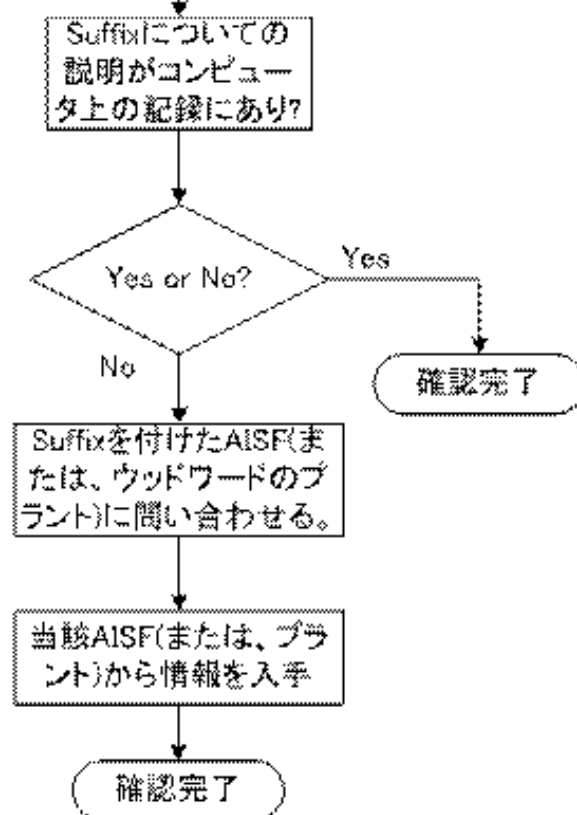 Suffixについての
説明がコンピュー
タ上の記録にあり?
Yes or No?
Yes
No
確認完了
Suffixを付けたAISF(ま
たは、ウッドワードのプ
ラント)に問い合わせる。
当該AISF(または、プラ
ント)から情報を入手
確認完了